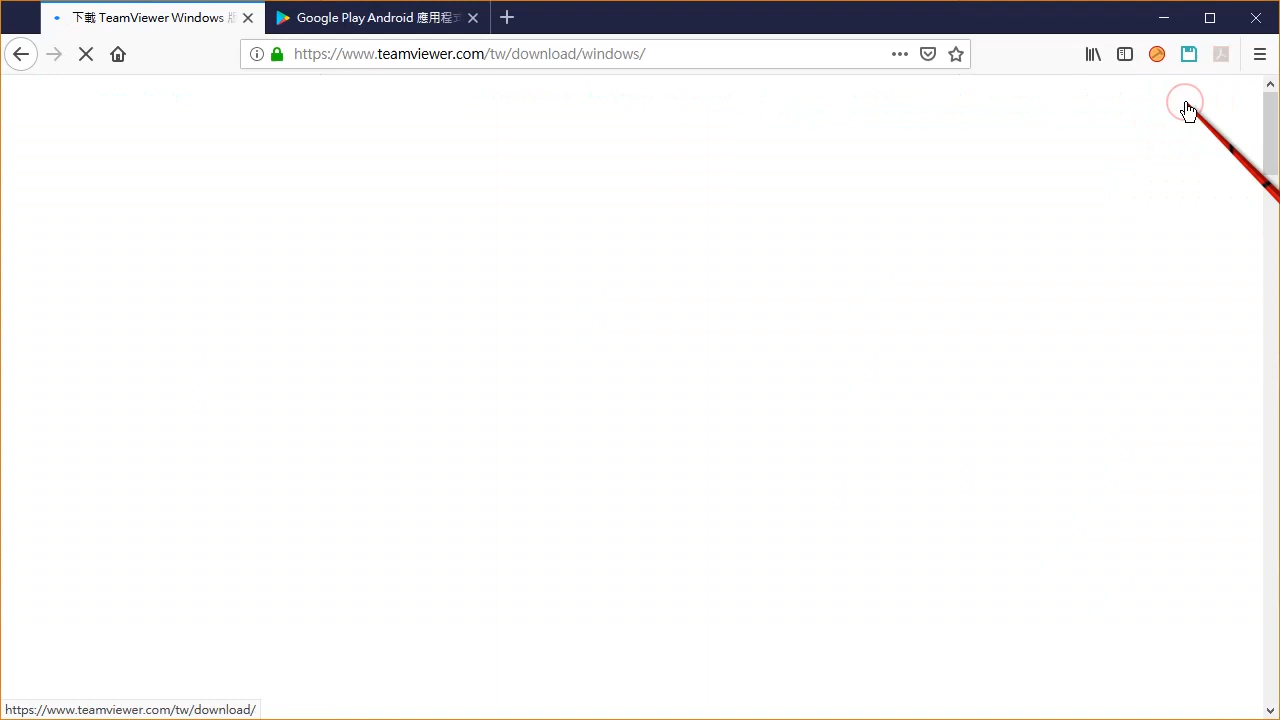 下載 TeamViewer Windows 版
Google Play Android 應用程式
https://www.teamviewer.com/tw/download/windows/
https://www.teamviewer.com/tw/download/